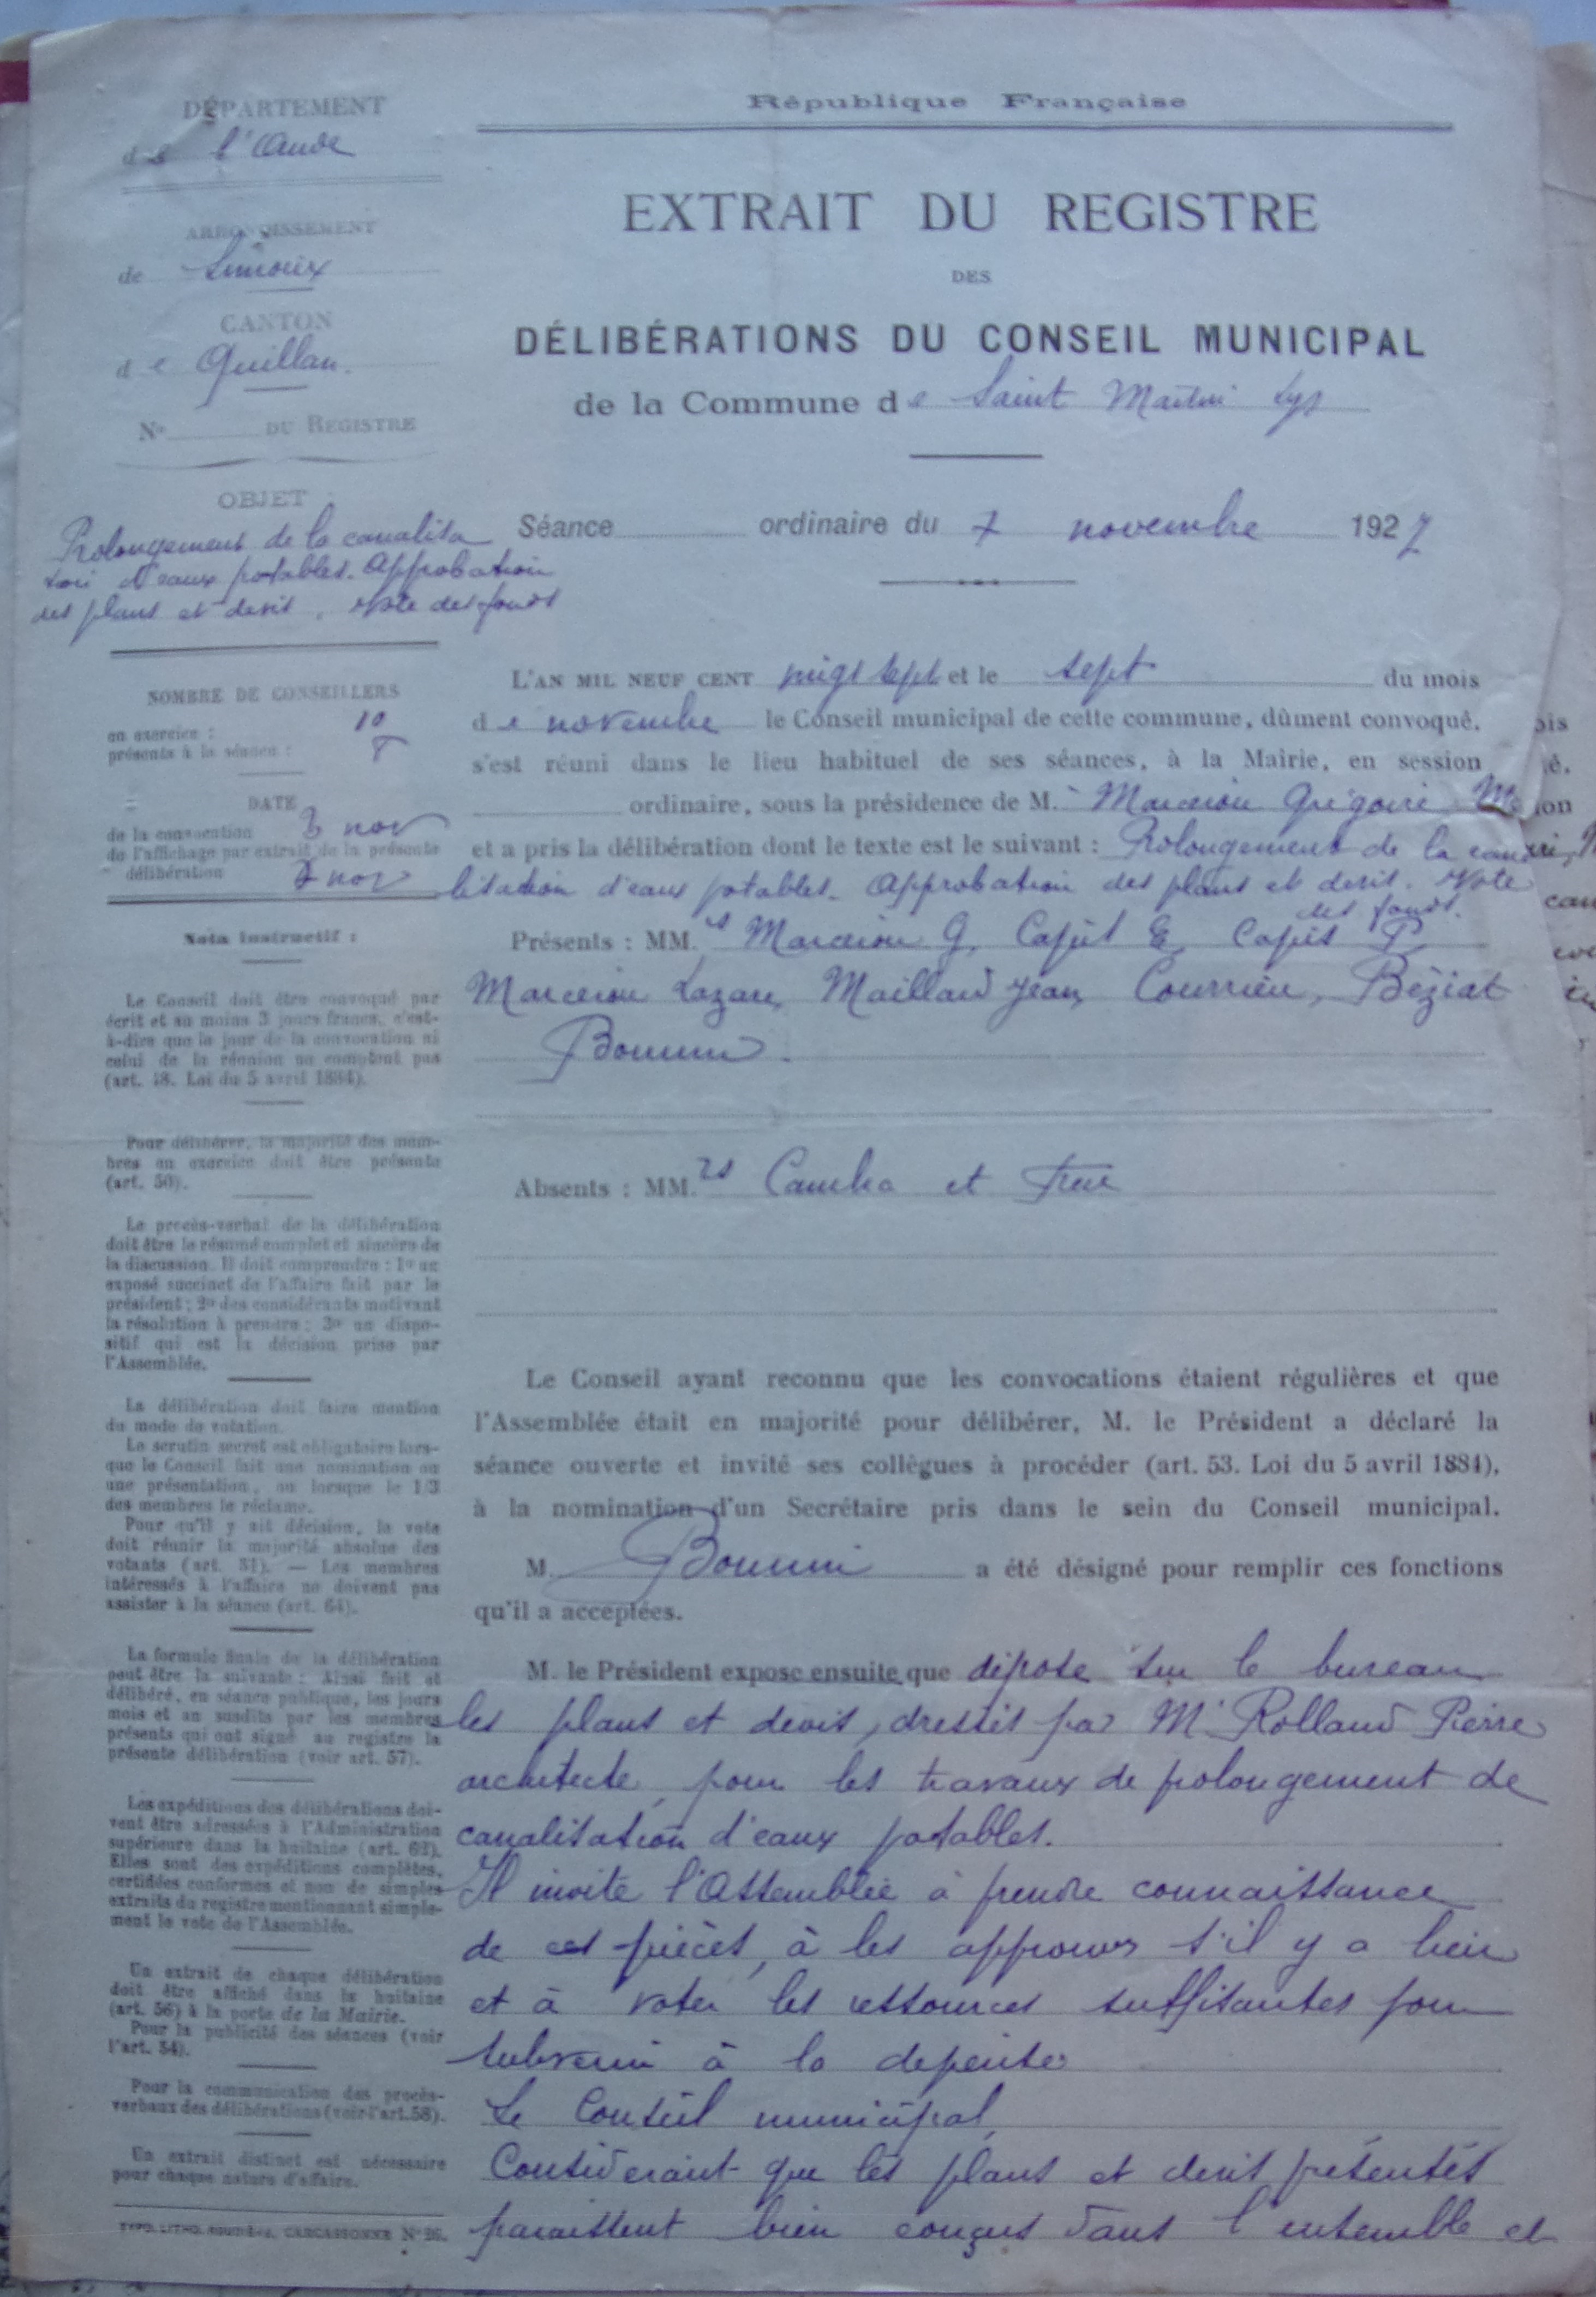 République Française
DÉPARTEMENT
de l'Aude
ARRONDISSEMENT
de Limoux
CANTON
de Quillan.
N° DU REGISTRE
OBJET
Prolongement de la canalisa
tion d'eaux potables. Approbation
des plans et devis. Vote des fonds
NOMBRE DE CONSEILLERS
en exercice : 10
présents à la séance : 8
DATE
de la convocation 3 nov
de l'affichage par extrait de la présente
délibération 7 nov
Nota Instructif :
Le Conseil doit être convoqué par
écrit et au moins 3 jours francs, c'est-
à-dire que le jour de la convocation ni
celui de la réunion ne comptent pas
(art. 48. Loi du 5 avril 1884).
Pour délibérer, la majorité des mem-
bres en exercice doit être présente
(art. 50).
Le procès-verbal de la délibération
doit être le résumé complet et sincère de
la discussion. Il doit comprendre : 1° un
exposé succinct de l'affaire fait par le
président ; 2° des considérants motivant
la résolution à prendre ; 3° un dispo-
sitif qui est la décision prise par
l'Assemblée.
La délibération doit faire mention
du mode de votation.
Le scrutin secret est obligatoire lors-
que le Conseil fait une nomination ou
une présentation, ou lorsque le 1/3
des membres le réclame.
Pour qu'il y ait décision, le vote
doit réunir la majorité absolue des
votants (art. 51). — Les membres
intéressés à l'affaire ne doivent pas
assister à la séance (art. 64).
La formule finale de la délibération
peut être la suivante : Ainsi fait et
délibéré, en séance publique, les jours
mois et an susdits par les membres
présents qui ont signé au registre la
présente délibération (voir art. 57).
Les expéditions des délibérations doi-
vent être adressées à l'Administration
supérieure dans la huitaine (art. 62).
Elles sont des expéditions complètes,
certifiées conformes et non de simples
extraits du registre mentionnant simple-
ment le vote de l'Assemblée.
Un extrait de chaque délibération
doit être affiché dans la huitaine
(art. 56) à la porte de la Mairie.
Pour la publicité des séances (voir
l'art. 54).
Pour la communication des procès-
verbaux des délibérations (voir l'art. 58).
Un extrait distinct est nécessaire
pour chaque nature d'affaire.
TYPO-LITHO. CARCASSONNE N° 26.
EXTRAIT DU REGISTRE
DES
DÉLIBÉRATIONS DU CONSEIL MUNICIPAL
de la Commune de Saint Martin Lys
Séance ordinaire du 7 novembre 1927
L'AN MIL NEUF CENT vingt sept et le sept du mois
de novembre le Conseil municipal de cette commune, dûment convoqué.
s'est réuni dans le lieu habituel de ses séances, à la Mairie, en session
ordinaire, sous la présidence de M. Marcerou Grégoire
et a pris la délibération dont le texte est le suivant : Prolongement de la cana
lisation d'eaux potables. Approbation des plans et devis. Vote
des fonds.
Présents : MM.rs Marcerou G, Capel E, Capel P
Marcerou Lazare, Maillard Jean, Courrieu, Béziat
Bounin.
Absents : MM.rs et
Le Conseil ayant reconnu que les convocations étaient régulières et que
l'Assemblée était en majorité pour délibérer, M. le Président a déclaré la
séance ouverte et invité ses collègues à procéder (art. 53. Loi du 5 avril 1884),
à la nomination d'un Secrétaire pris dans le sein du Conseil municipal.
M. Bounin a été désigné pour remplir ces fonctions
qu'il a acceptées.
M. le Président expose ensuite que dépose sur le bureau
les plans et devis, dressés par Mr Rolland Pierre
architecte, pour les travaux de prolongement de
canalisation d'eaux potables.
Il invite l'Assemblée à prendre connaissance
de ces pièces, à les approuver s'il y a lieu
et à voter les ressources suffisantes pour
subvenir à la depense
Le Conseil municipal,
Considerant que les plans et devis présentés
paraissent bien conçus dans l'ensemble et